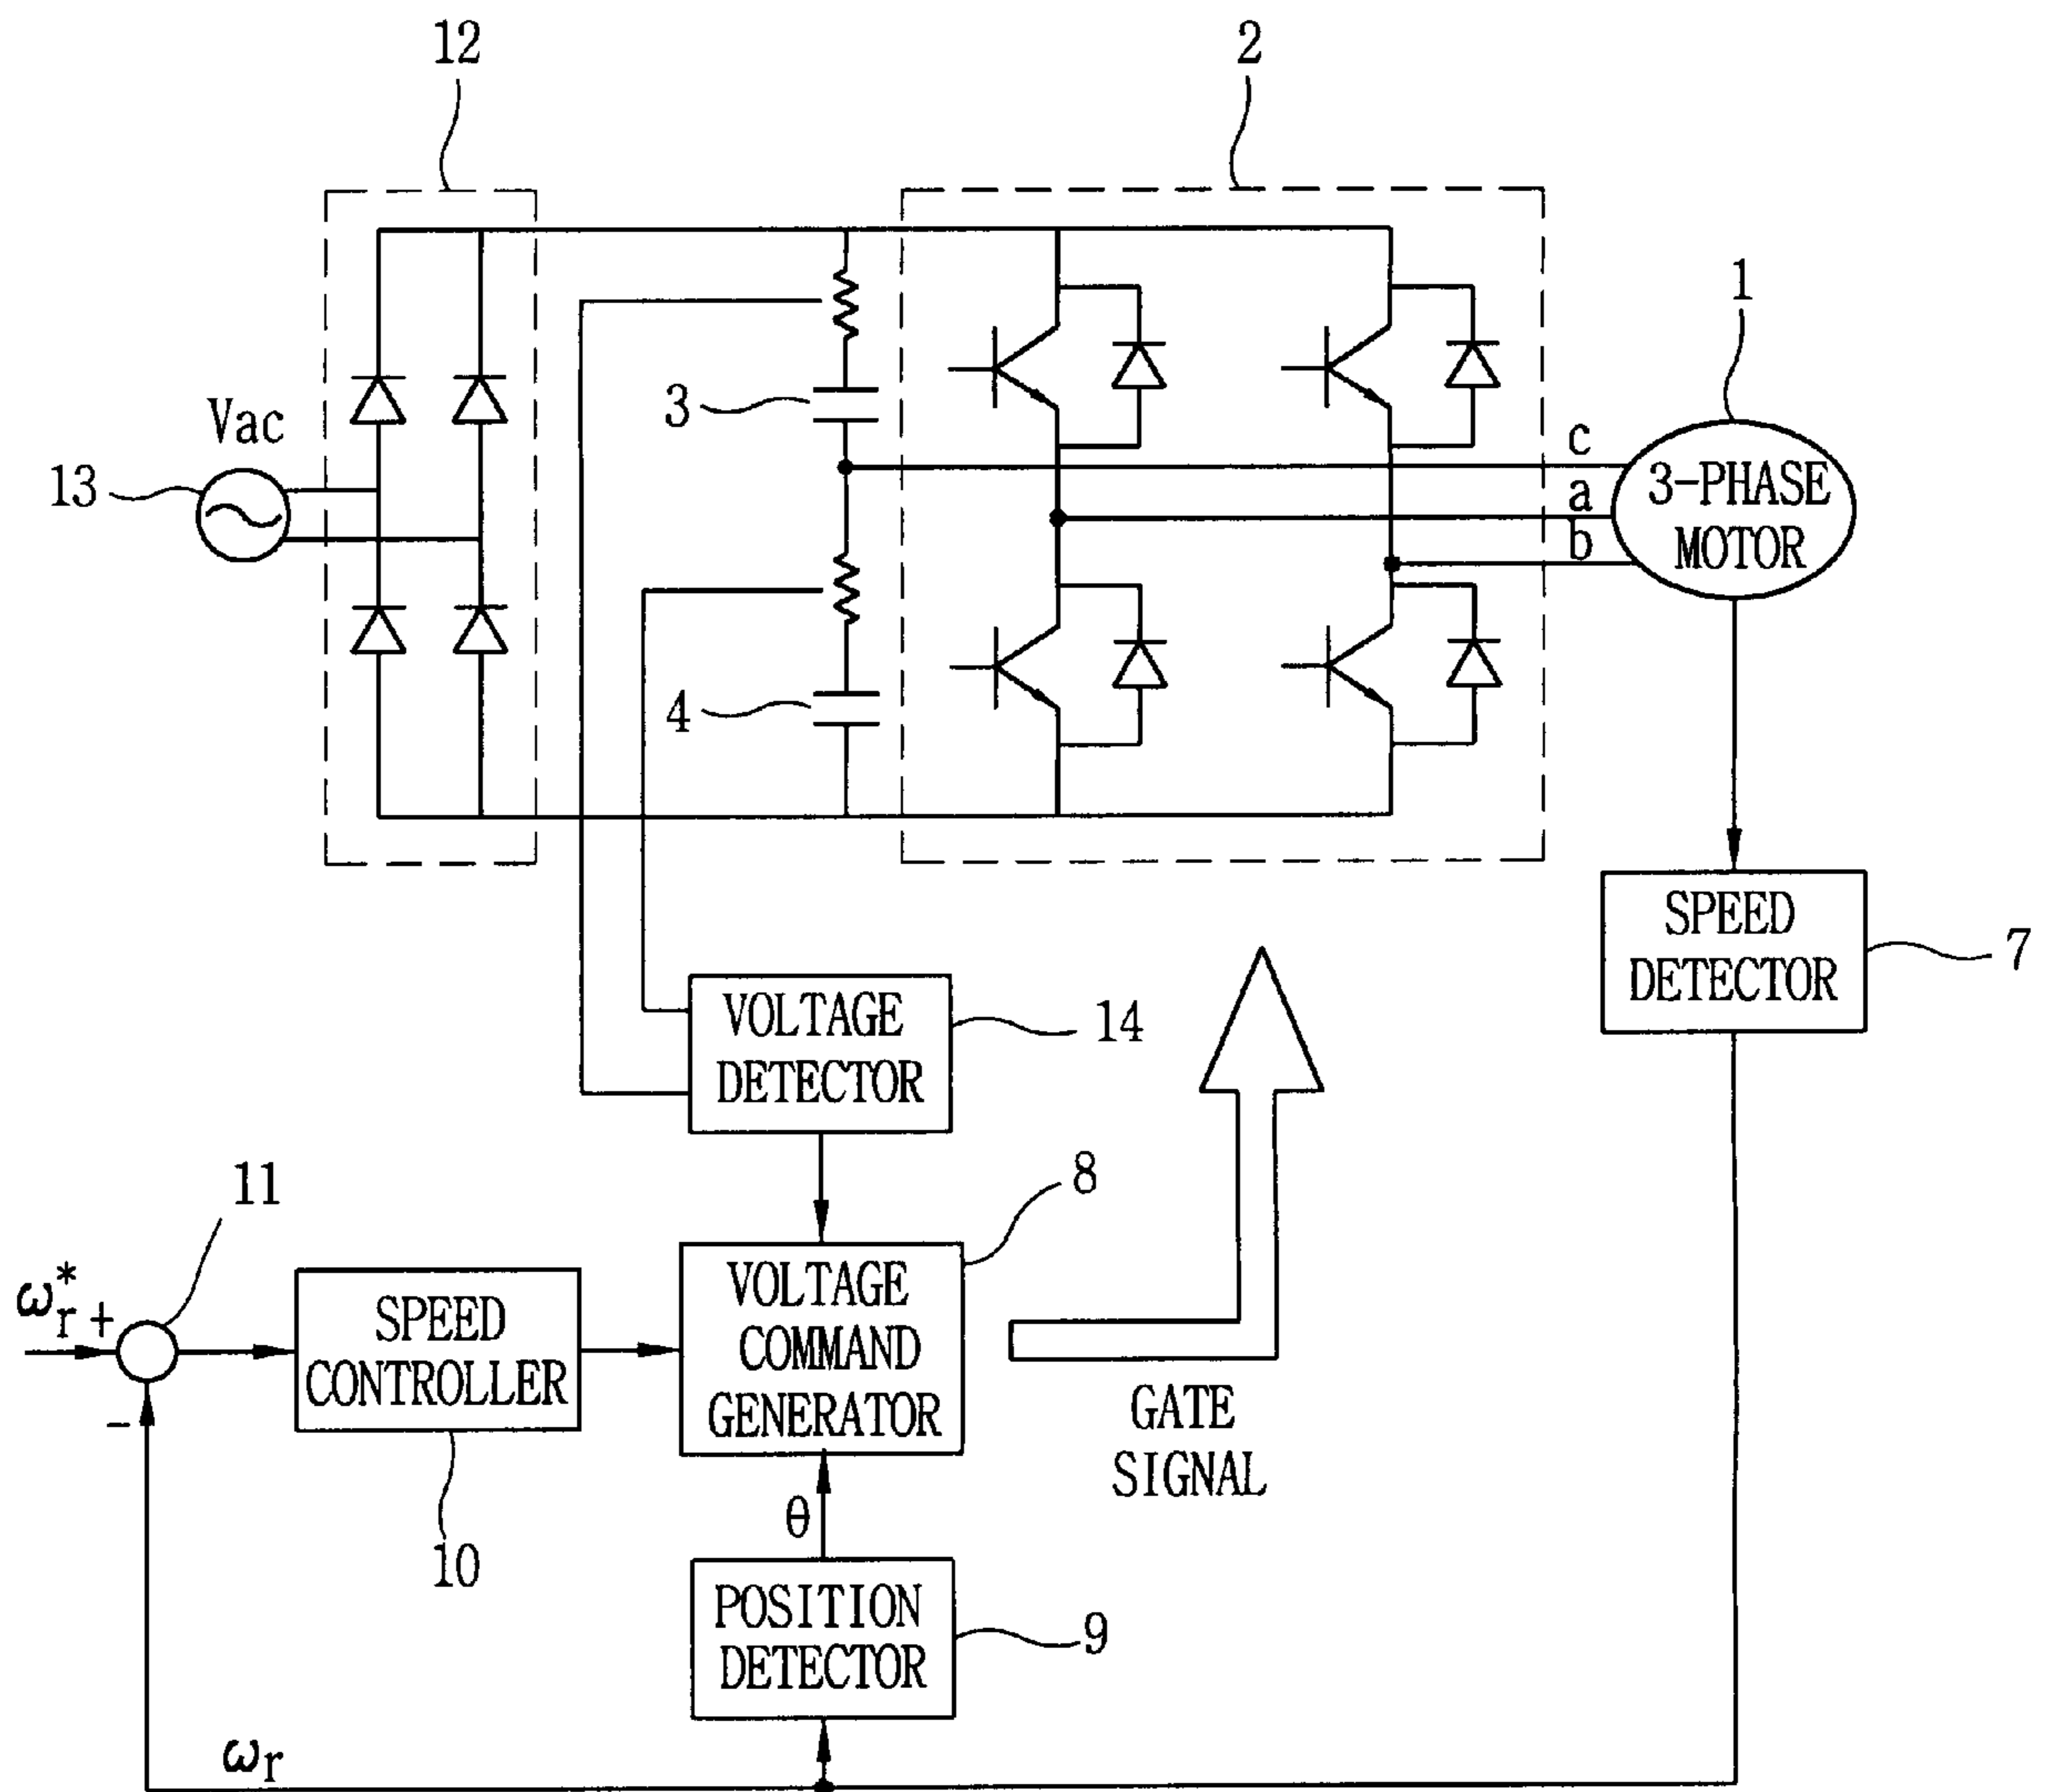 12
2
1
Vac
13
3
c
a
b
3-PHASE
MOTOR
4
SPEED
DETECTOR
7
VOLTAGE
DETECTOR
14
11
8
ω*r +
-
SPEED
CONTROLLER
VOLTAGE
COMMAND
GENERATOR
GATE
SIGNAL
10
θ
POSITION
DETECTOR
9
ωr